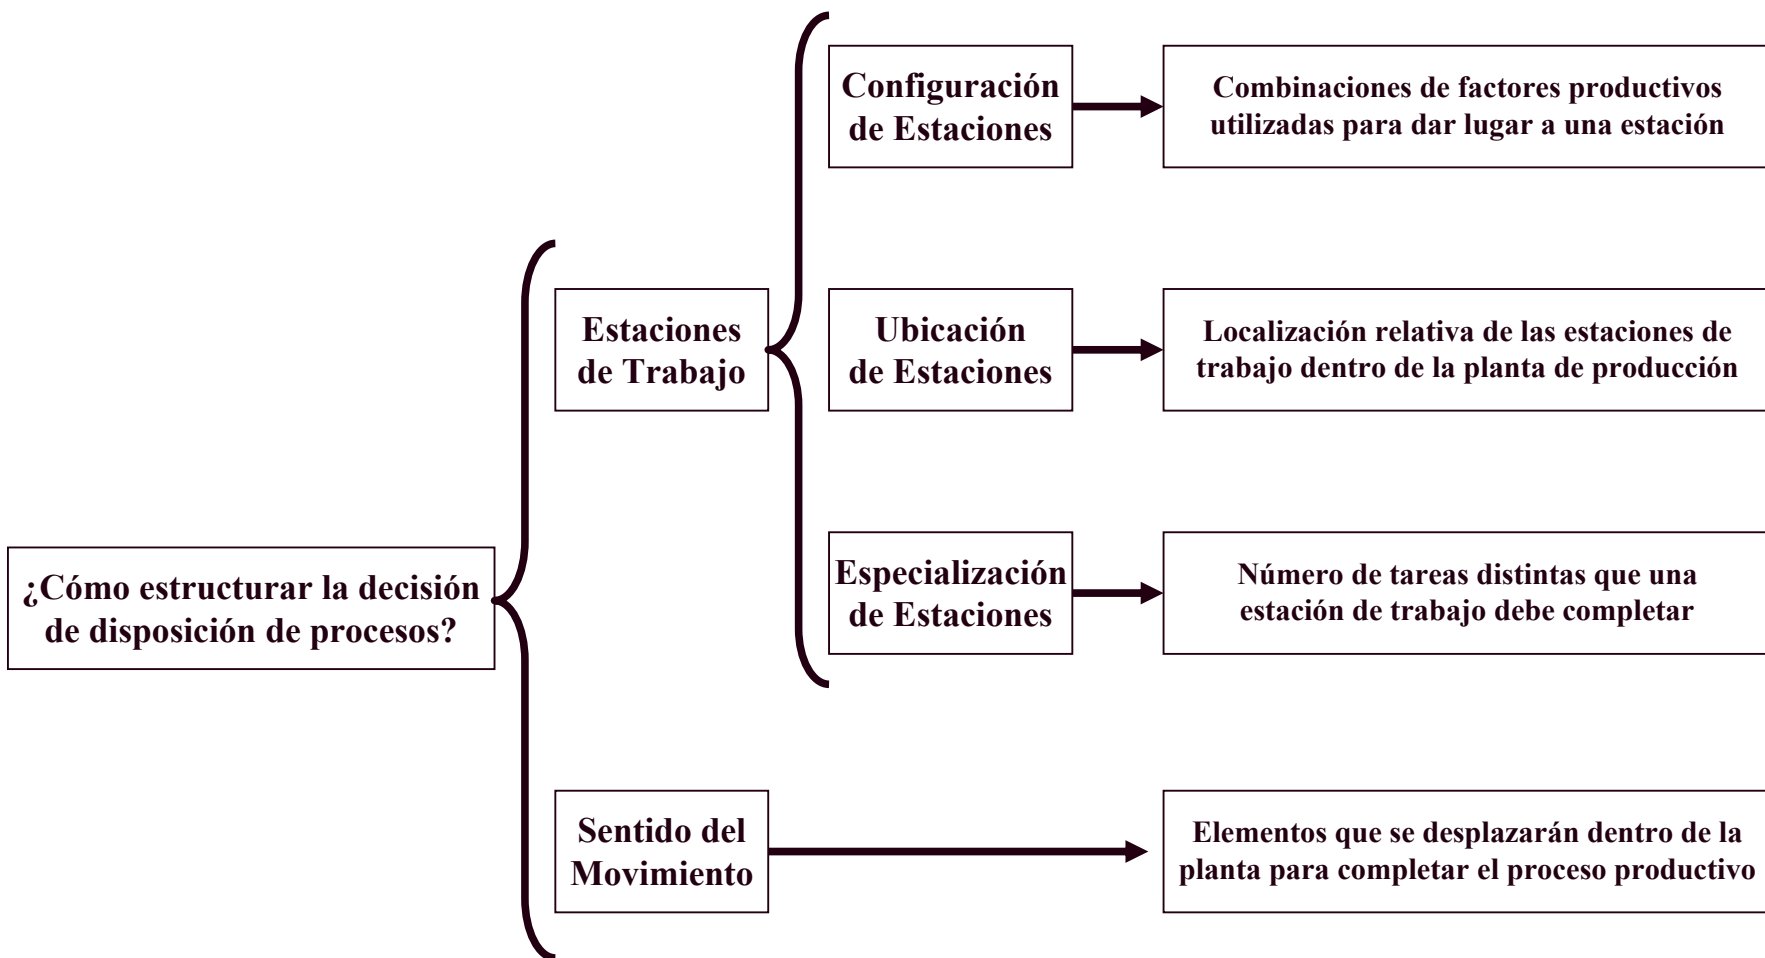 ¿Cómo estructurar la decisión
de disposición de procesos?
Estaciones
de Trabajo
Configuración
de Estaciones
Combinaciones de factores productivos
utilizadas para dar lugar a una estación
Ubicación
de Estaciones
Localización relativa de las estaciones de
trabajo dentro de la planta de producción
Especialización
de Estaciones
Número de tareas distintas que una
estación de trabajo debe completar
Sentido del
Movimiento
Elementos que se desplazarán dentro de la
planta para completar el proceso productivo